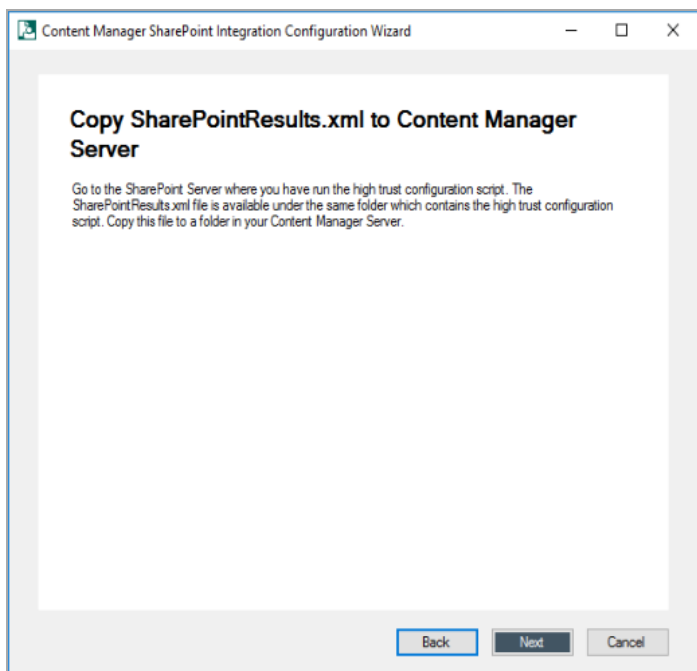 Content Manager SharePoint Integration Configuration Wizard
Copy SharePointResults.xml to Content Manager
Server
Go to the SharePoint Server where you have run the high trust configuration script. The
SharePointResults.xml file is available under the same folder which contains the high trust configuration
script. Copy this file to a folder in your Content Manager Server.
Back Next Cancel